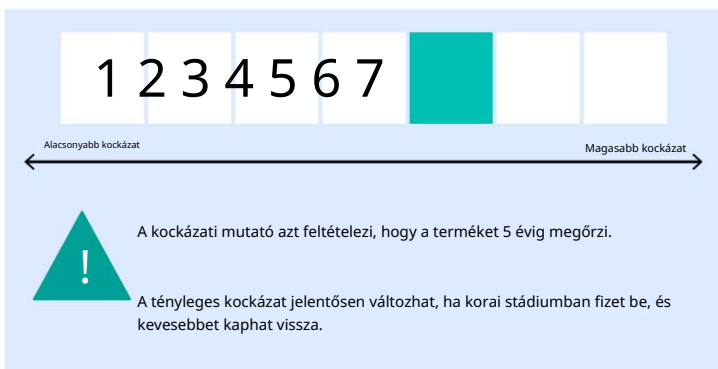 1 2 3 4 5 6 7
Alacsonyabb kockázat
Magasabb kockázat
A kockázati mutató azt feltételezi, hogy a terméket 5 évig megőrzi.
!
A tényleges kockázat jelentősen változhat, ha korai stádiumban fizet be, és
kevesebbet kaphat vissza.